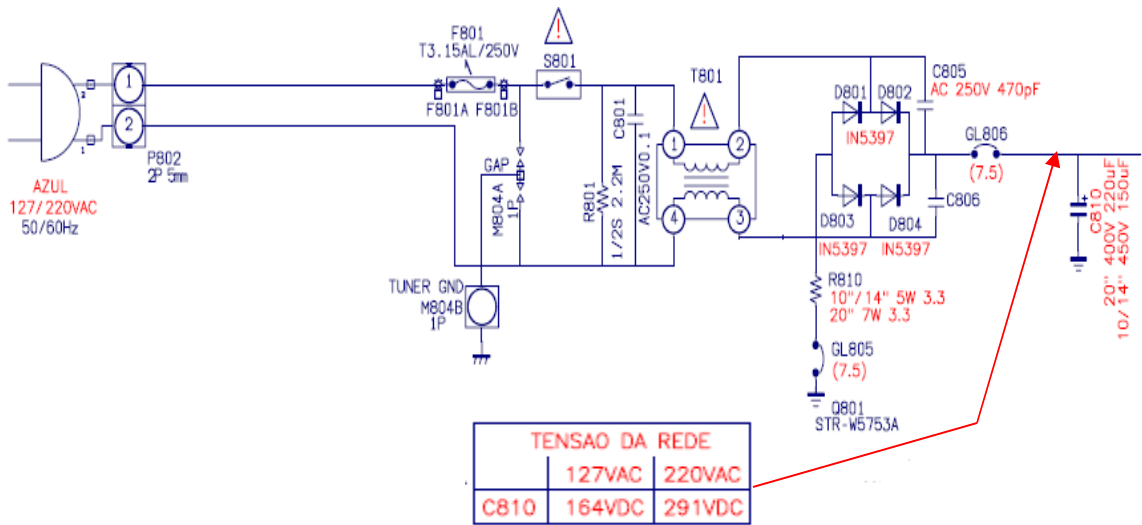 F801
T3.15AL/250V
F801A F801B
S801
T801
C805
AC 250V 470pF
D801 D802
IN5397
GL806
(7.5)
1
2
2
1
P802
2P 5mm
AZUL
127/220VAC
50/60Hz
GAP
M804A
1P
R801
1/2S 2.2M
C801
AC250V0.1
1
2
4
3
D803 D804
IN5397 IN5397
C806
+
C810
20" 400V 220uF
10/14" 450V 150uF
TUNER GND
M804B
1P
R810
10"/14" 5W 3.3
20" 7W 3.3
GL805
(7.5)
Q801
STR-W5753A
TENSAO DA REDE
127VAC 220VAC
C810 164VDC 291VDC